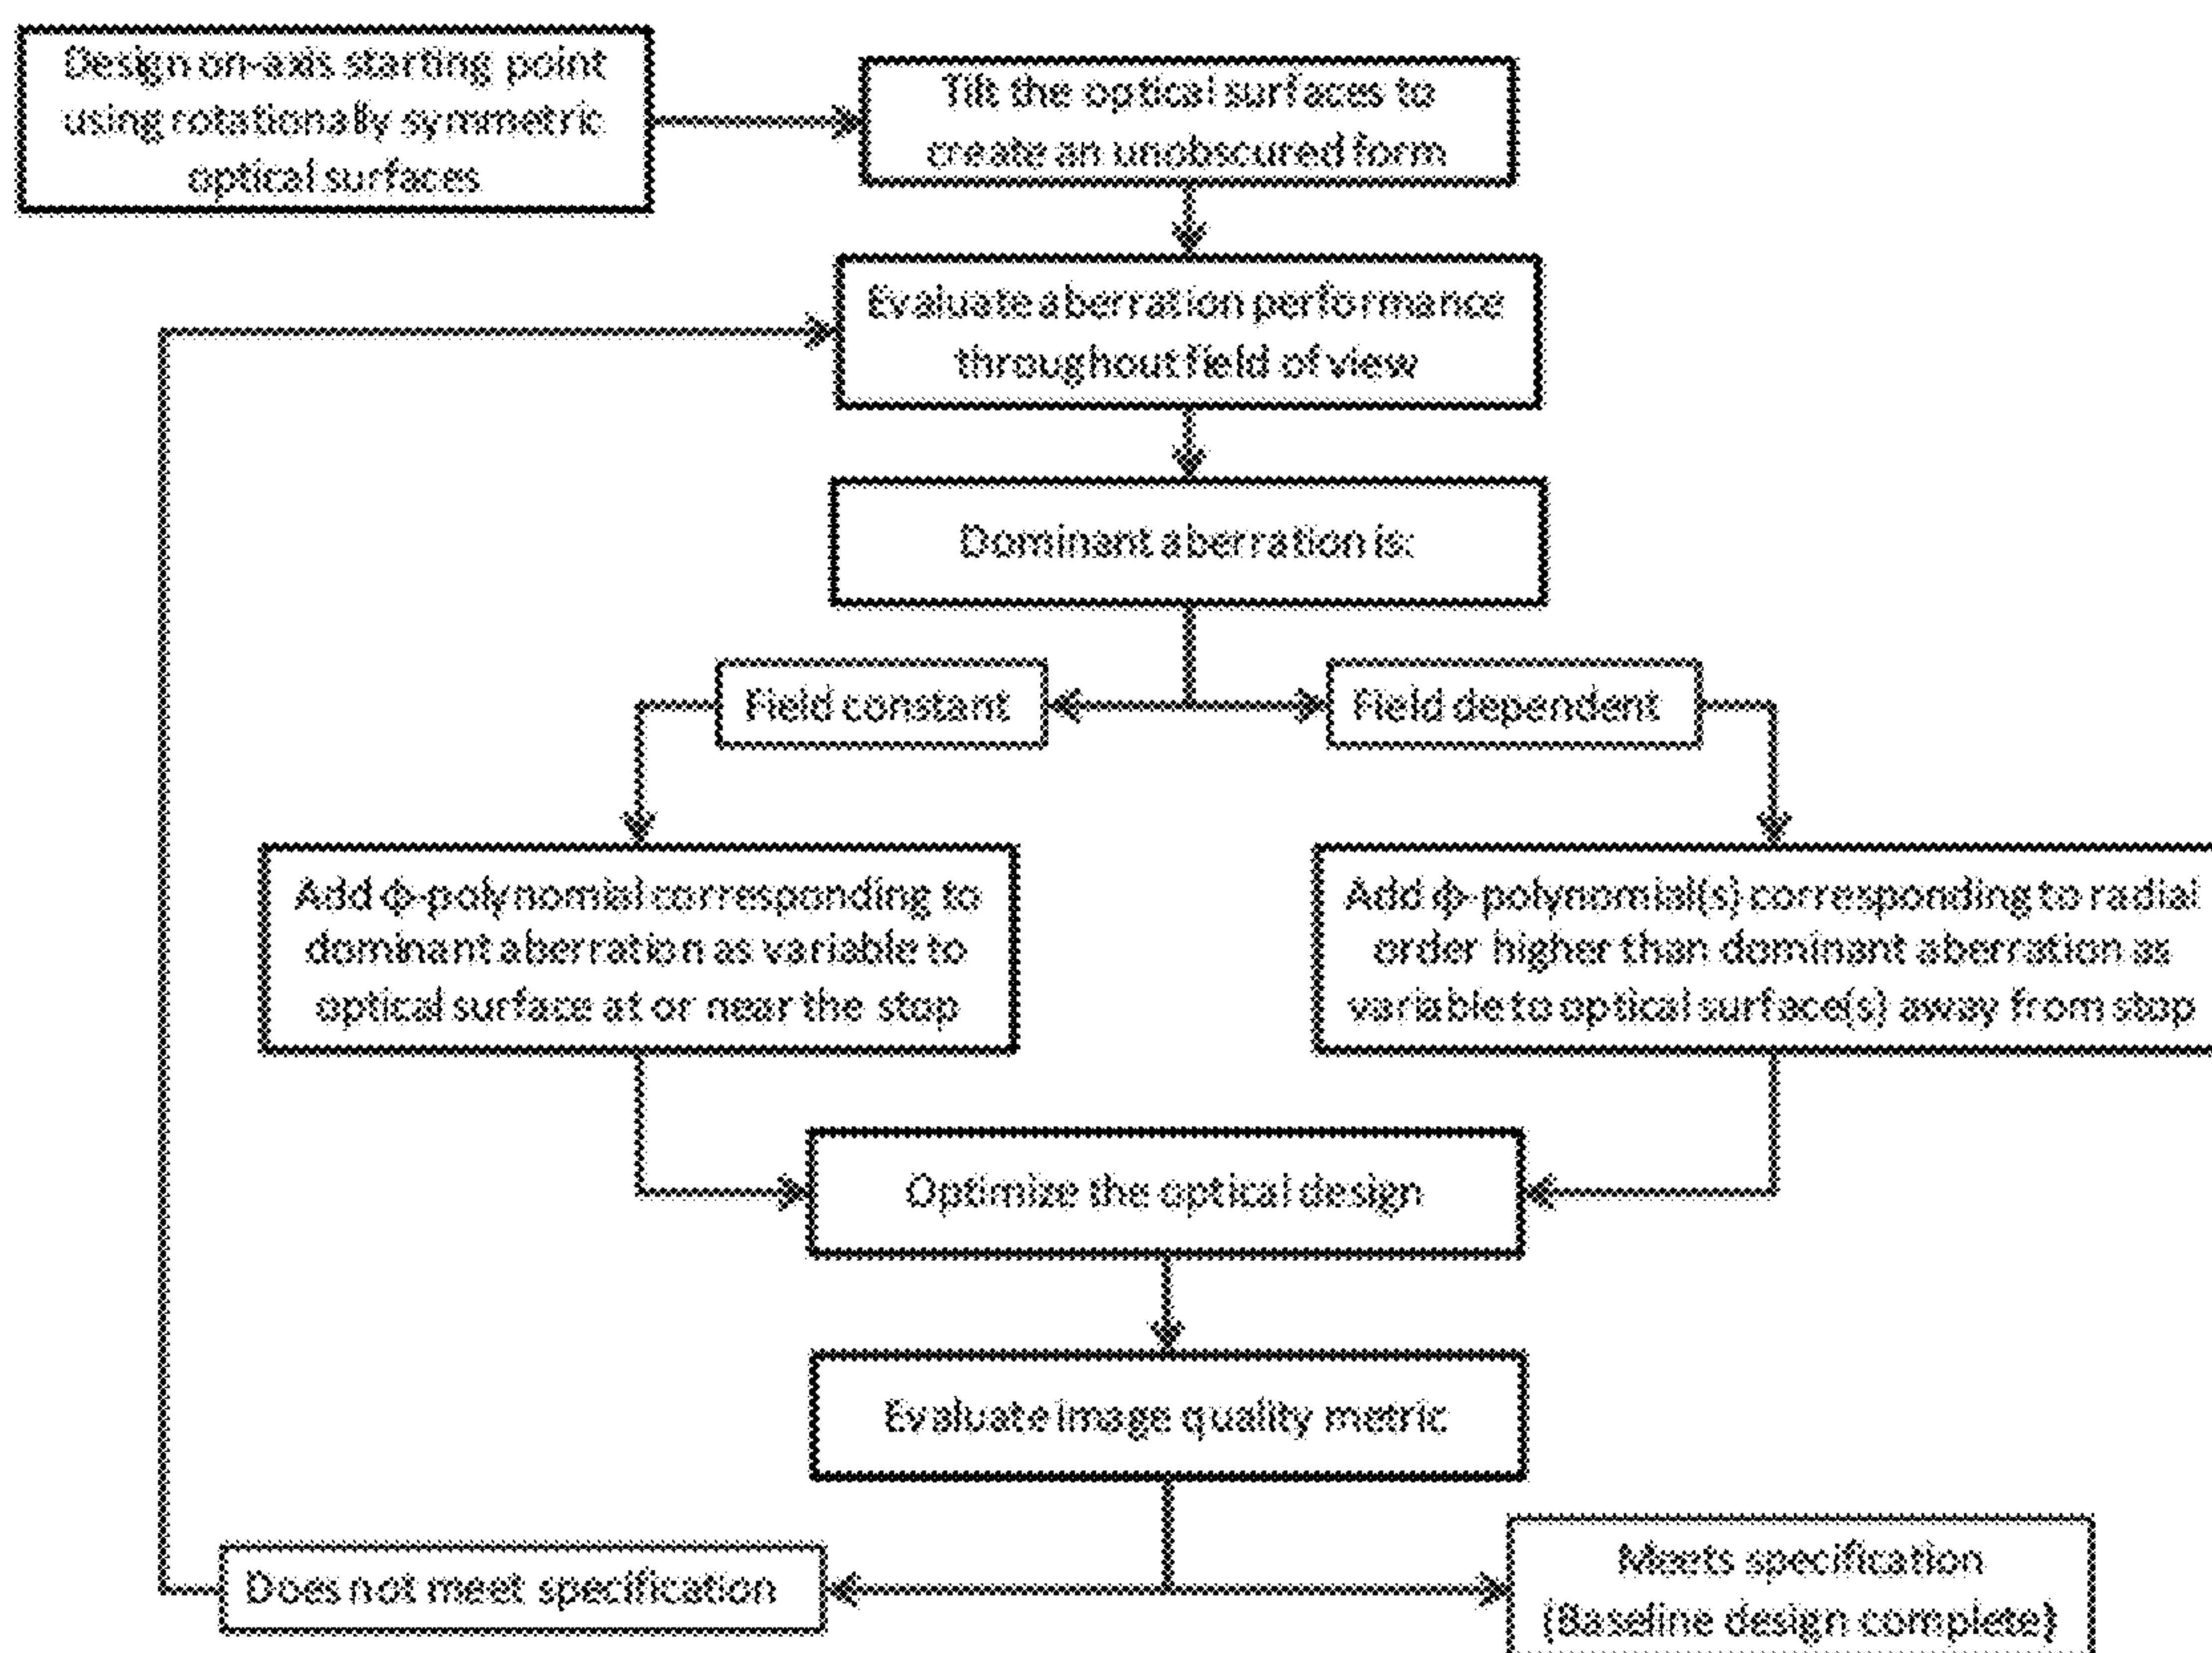 Design on-axis starting point
using rotationally symmetric
optical surfaces
Tilt the optical surfaces to
create an unobscured form
Evaluate aberration performance
throughout field of view
Dominant aberration is:
Field constant
Field dependent
Add ϕ-polynomial corresponding to
dominant aberration as variable to
optical surface at or near the stop
Add ϕ-polynomial(s) corresponding to radial
order higher than dominant aberration as
variable to optical surface(s) away from stop
Optimize the optical design
Evaluate image quality metric
Does not meet specification
Meets specification
(Baseline design complete)